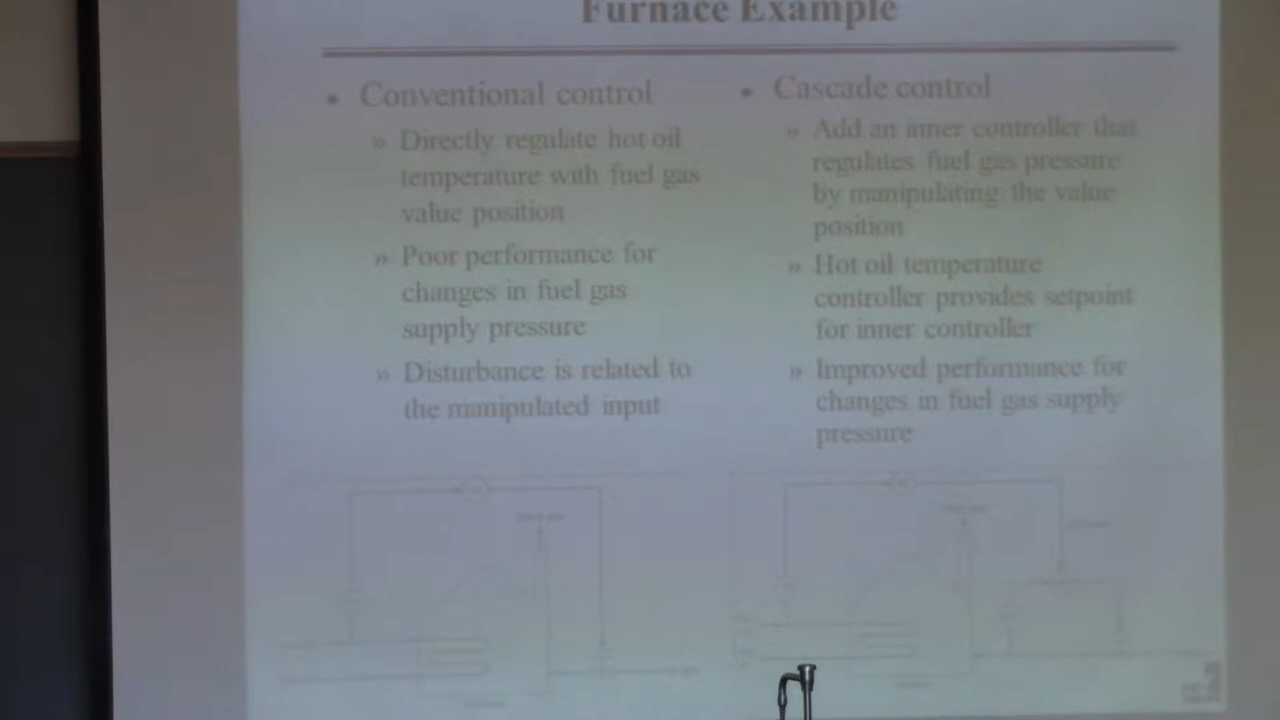 Furnace Example
• Conventional control
» Directly regulate hot oil
temperature with fuel gas
value position
» Poor performance for
changes in fuel gas
supply pressure
» Disturbance is related to
the manipulated input
• Cascade control
» Add an inner controller that
regulates fuel gas pressure
by manipulating the value
position
» Hot oil temperature
controller provides setpoint
for inner controller
» Improved performance for
changes in fuel gas supply
pressure